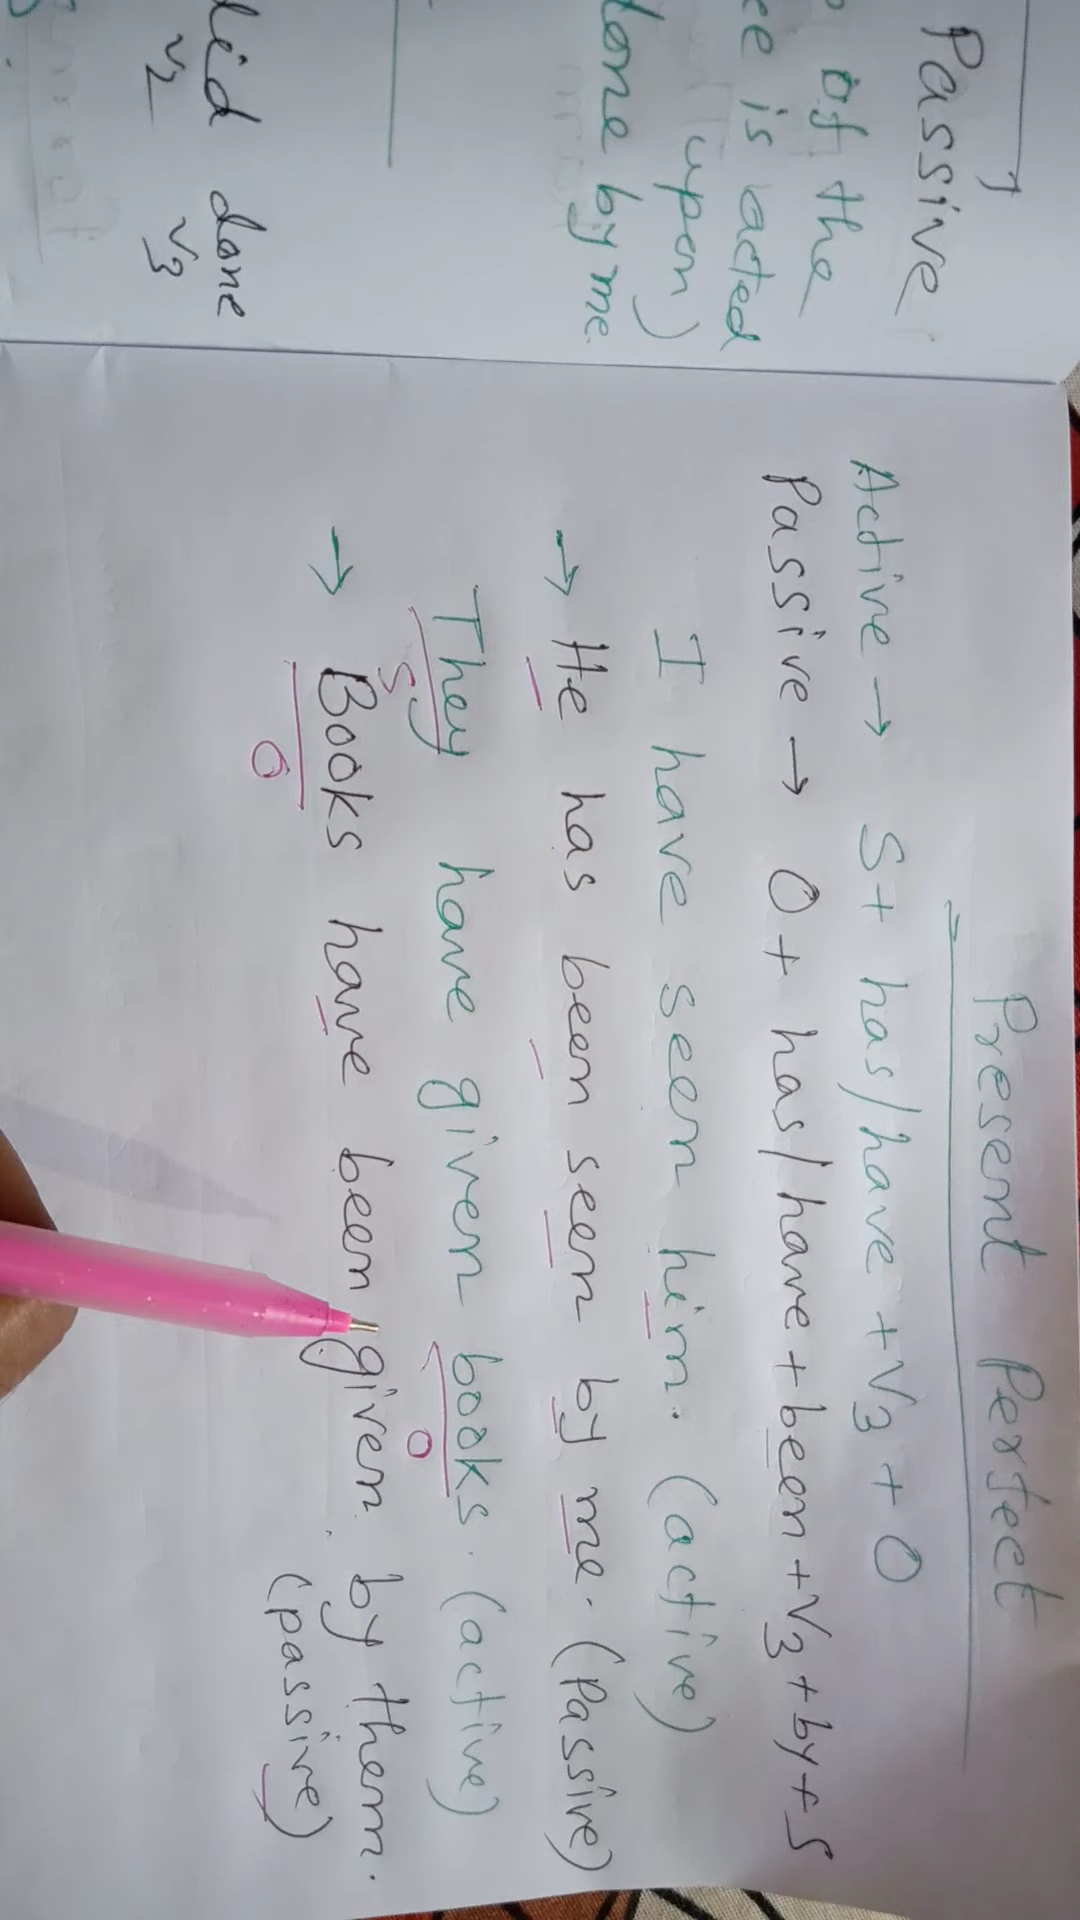 Passive
of the
is acted
upon)
done by me
did done
V2 V3
Present Perfect
Active → S+ has/have +V3 + O
Passive → O + has/have + been +V3 + by + S
I have seen him. (active)
→ He has been seen by me. (Passive)
They have given books. (active)
S O
→ Books have been given by them.
O
(passive)